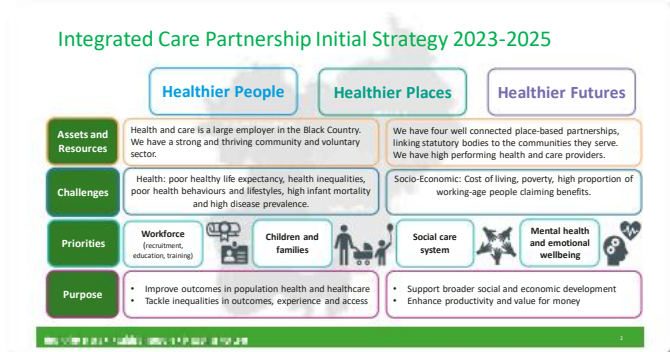 Integrated Care Partnership Initial Strategy 2023-2025
Healthier People
Healthier Places
Healthier Futures
Assets and
Resources
Health and care is a large employer in the Black Country.
We have a strong and thriving community and voluntary
sector.
We have four well connected place-based partnerships,
linking statutory bodies to the communities they serve.
We have high performing health and care providers.
Challenges
Health: poor healthy life expectancy, health inequalities,
poor health behaviours and lifestyles, high infant mortality
and high disease prevalence.
Socio-Economic: Cost of living, poverty, high proportion of
working-age people claiming benefits.
Priorities
Workforce
(recruitment,
education, training)
Children and
families
Social care
system
Mental health
and emotional
wellbeing
Purpose
• Improve outcomes in population health and healthcare
• Tackle inequalities in outcomes, experience and access
• Support broader social and economic development
• Enhance productivity and value for money
2